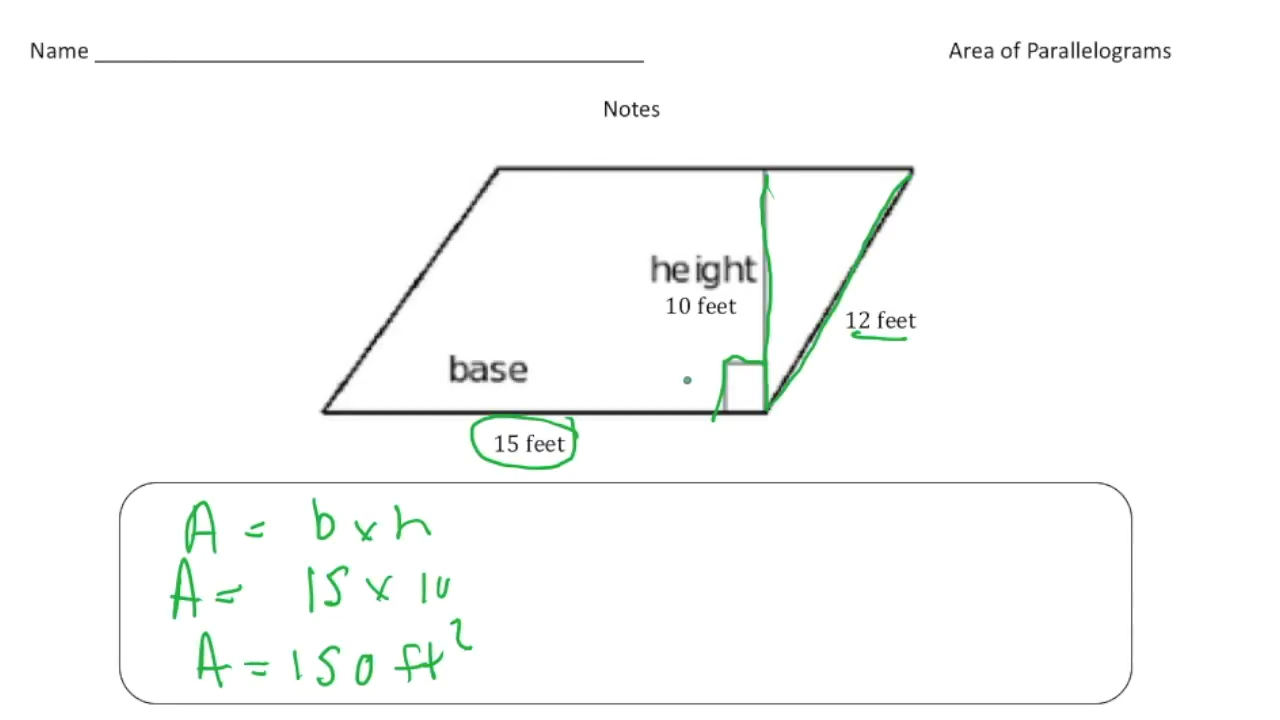 Name Area of Parallelograms
Notes
height
10 feet
12 feet
base
15 feet
A = b x h
A = 15 x 10
A = 150 ft²